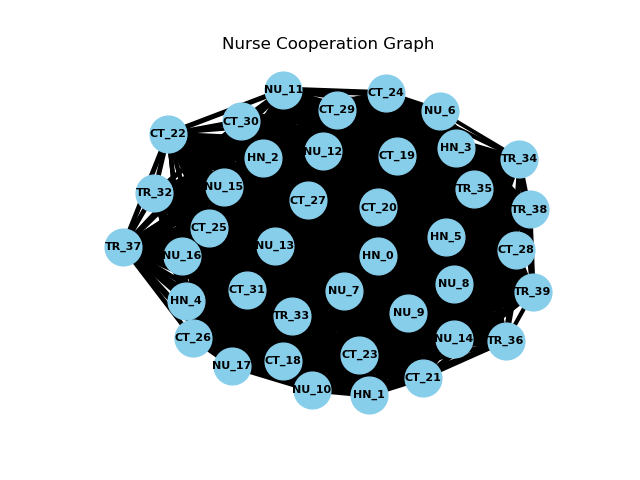 Nurse Cooperation Graph
NU_11
CT_24
CT_29
NU_6
CT_30
CT_22
HN_3
NU_12
CT_19
HN_2
TR_34
NU_15
TR_35
TR_32
CT_27
CT_20
TR_38
CT_25
HN_5
TR_37
NU_13
CT_28
NU_16
HN_0
NU_8
CT_31
NU_7
TR_39
HN_4
NU_9
TR_33
CT_26
NU_14
TR_36
CT_23
CT_18
NU_17
CT_21
NU_10
HN_1